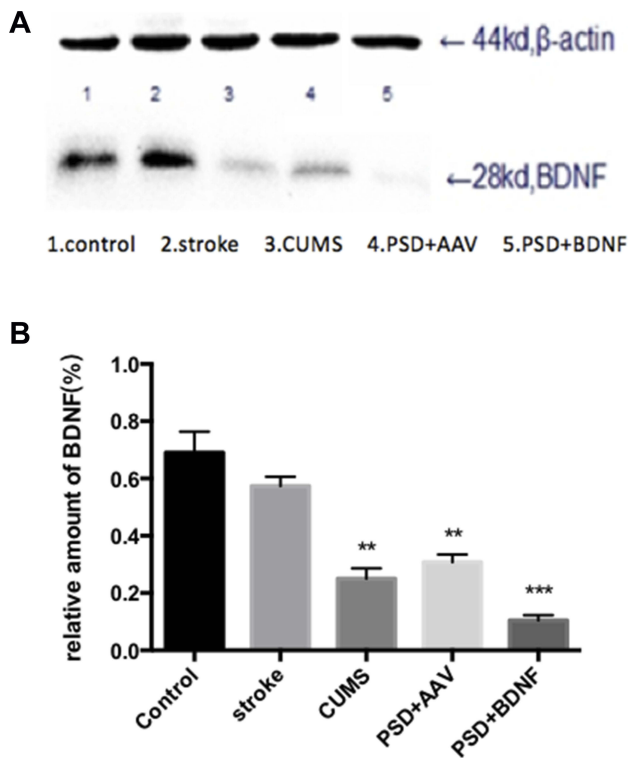 A
← 44kd,β-actin
1 2 3 4 5
←28kd,BDNF
1.control 2.stroke 3.CUMS 4.PSD+AAV 5.PSD+BDNF
B
relative amount of BDNF(%)
1.0
0.8
0.6
0.4
0.2
0.0
** ** ***
Control stroke CUMS PSD+AAV PSD+BDNF